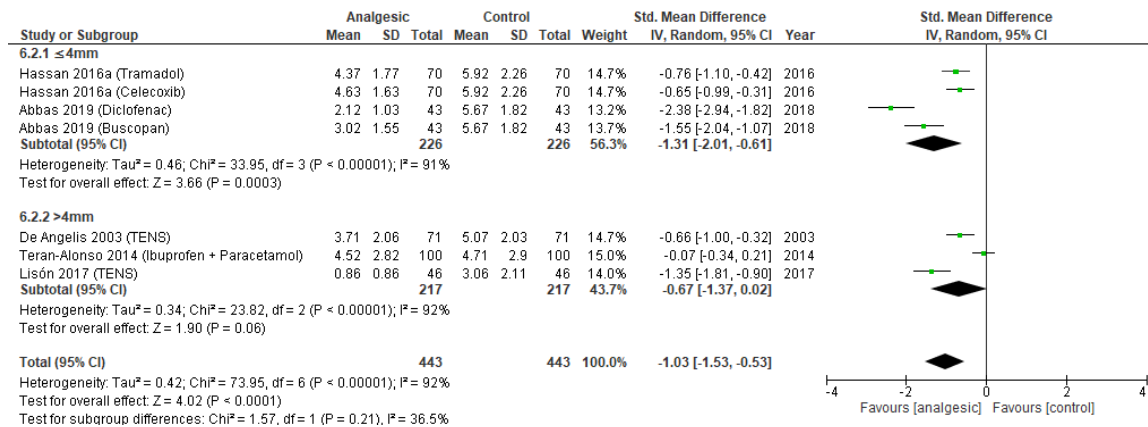 Analgesic Control Std. Mean Difference Std. Mean Difference
Study or Subgroup Mean SD Total Mean SD Total Weight IV, Random, 95% CI Year IV, Random, 95% CI
6.2.1 ≤4mm
Hassan 2016a (Tramadol) 4.37 1.77 70 5.92 2.26 70 14.7% -0.76 [-1.10, -0.42] 2016
Hassan 2016a (Celecoxib) 4.63 1.63 70 5.92 2.26 70 14.7% -0.65 [-0.99, -0.31] 2016
Abbas 2019 (Diclofenac) 2.12 1.03 43 5.67 1.82 43 13.2% -2.38 [-2.94, -1.82] 2018
Abbas 2019 (Buscopan) 3.02 1.55 43 5.67 1.82 43 13.7% -1.55 [-2.04, -1.07] 2018
Subtotal (95% CI) 226 226 56.3% -1.31 [-2.01, -0.61]
Heterogeneity: Tau² = 0.46; Chi² = 33.95, df = 3 (P < 0.00001); I² = 91%
Test for overall effect: Z = 3.66 (P = 0.0003)
6.2.2 >4mm
De Angelis 2003 (TENS) 3.71 2.06 71 5.07 2.03 71 14.7% -0.66 [-1.00, -0.32] 2003
Teran-Alonso 2014 (Ibuprofen + Paracetamol) 4.52 2.82 100 4.71 2.9 100 15.0% -0.07 [-0.34, 0.21] 2014
Lisón 2017 (TENS) 0.86 0.86 46 3.06 2.11 46 14.0% -1.35 [-1.81, -0.90] 2017
Subtotal (95% CI) 217 217 43.7% -0.67 [-1.37, 0.02]
Heterogeneity: Tau² = 0.34; Chi² = 23.82, df = 2 (P < 0.00001); I² = 92%
Test for overall effect: Z = 1.90 (P = 0.06)
Total (95% CI) 443 443 100.0% -1.03 [-1.53, -0.53]
Heterogeneity: Tau² = 0.42; Chi² = 73.95, df = 6 (P < 0.00001); I² = 92%
Test for overall effect: Z = 4.02 (P < 0.0001)
Test for subgroup differences: Chi² = 1.57, df = 1 (P = 0.21), I² = 36.5%
-4 -2 0 2 4
Favours [analgesic] Favours [control]